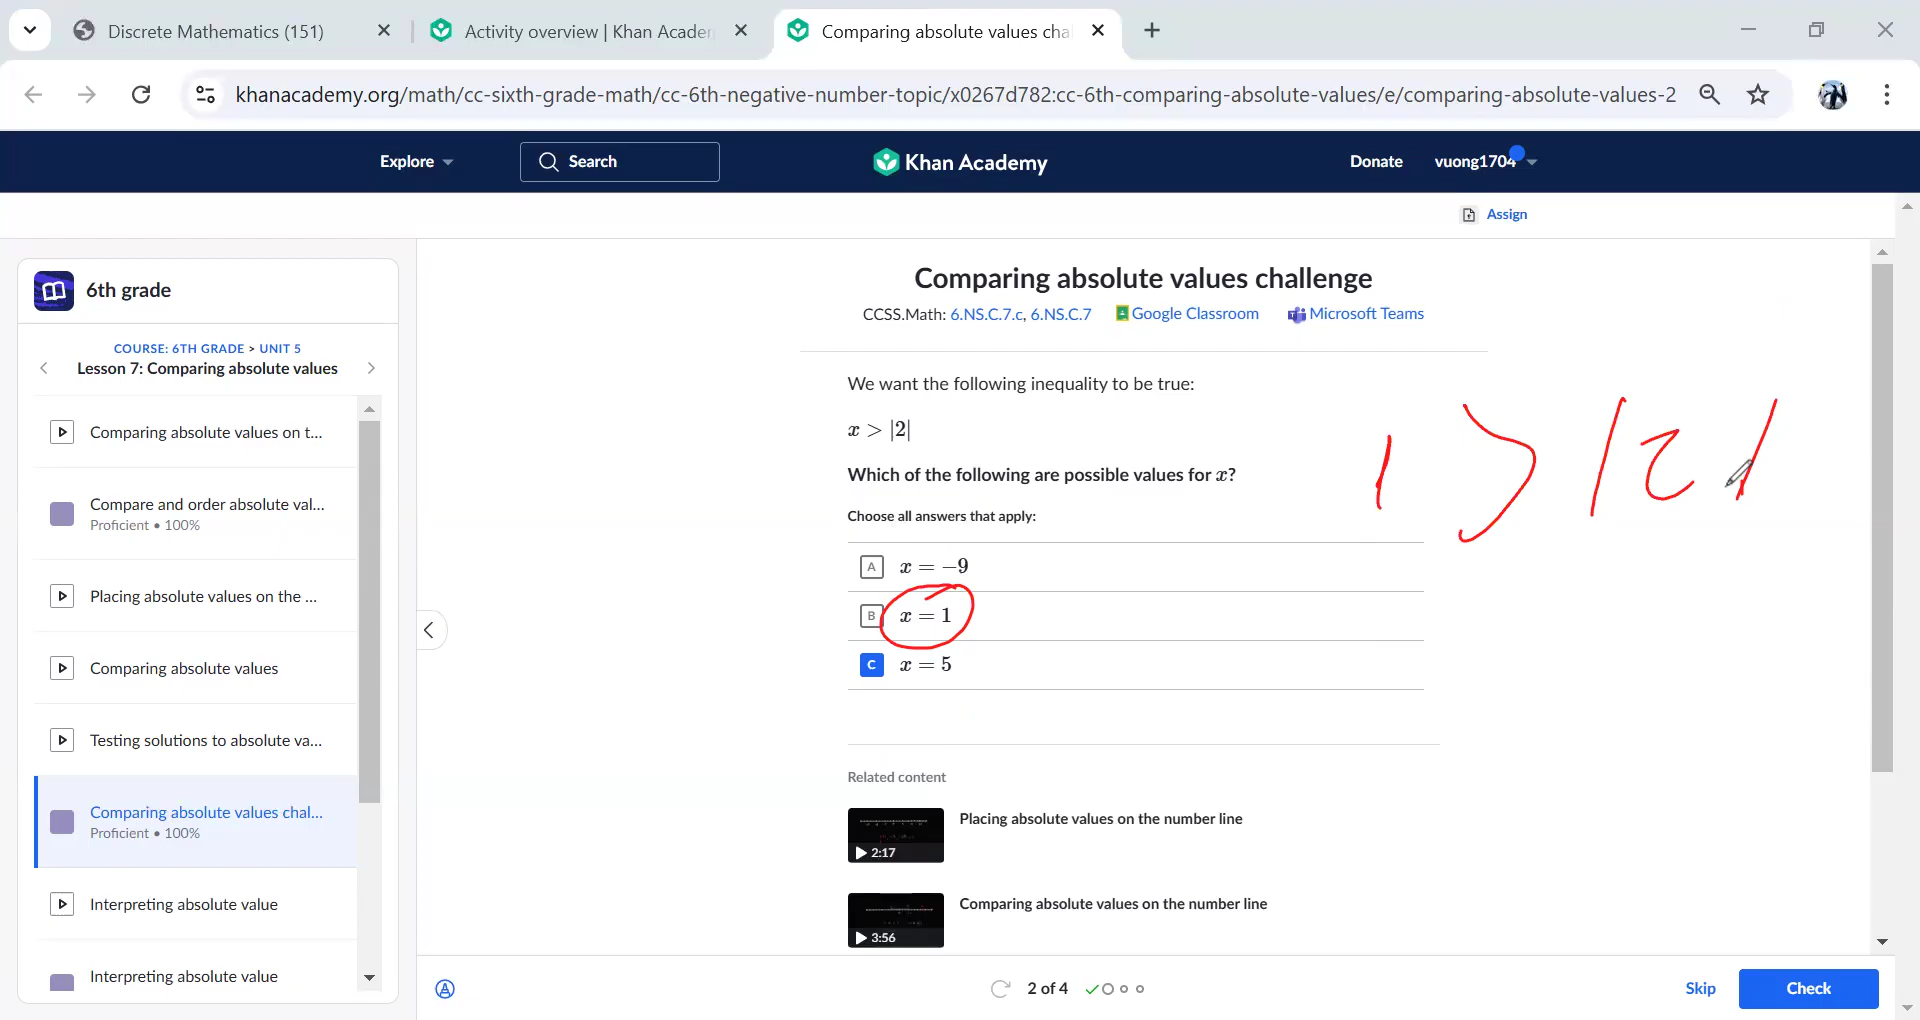 Discrete Mathematics (151)
Activity overview | Khan Acade
Comparing absolute values cha
khanacademy.org/math/cc-sixth-grade-math/cc-6th-negative-number-topic/x0267d782:cc-6th-comparing-absolute-values/e/comparing-absolute-values-2
Explore
Search
Khan Academy
Donate
vuong1704
Assign
6th grade
COURSE: 6TH GRADE > UNIT 5
Lesson 7: Comparing absolute values
Comparing absolute values on t...
Compare and order absolute val...
Proficient • 100%
Placing absolute values on the ...
Comparing absolute values
Testing solutions to absolute va...
Comparing absolute values chal...
Proficient • 100%
Interpreting absolute value
Interpreting absolute value
Comparing absolute values challenge
CCSS.Math: 6.NS.C.7.c, 6.NS.C.7 Google Classroom Microsoft Teams
We want the following inequality to be true:
x > |2|
Which of the following are possible values for x?
Choose all answers that apply:
A x = −9
B x = 1
C x = 5
1 > |2|
Related content
Placing absolute values on the number line
2:17
Comparing absolute values on the number line
3:56
2 of 4
Skip
Check